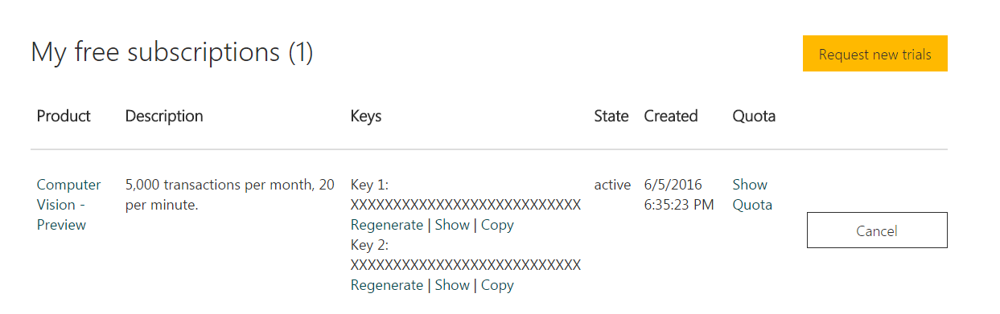 My free subscriptions (1)
Request new trials
Product Description Keys State Created Quota
Computer Vision - Preview
5,000 transactions per month, 20 per minute.
Key 1:
XXXXXXXXXXXXXXXXXXXXXXXXXXX
Regenerate | Show | Copy
Key 2:
XXXXXXXXXXXXXXXXXXXXXXXXXXX
Regenerate | Show | Copy
active
6/5/2016
6:35:23 PM
Show
Quota
Cancel